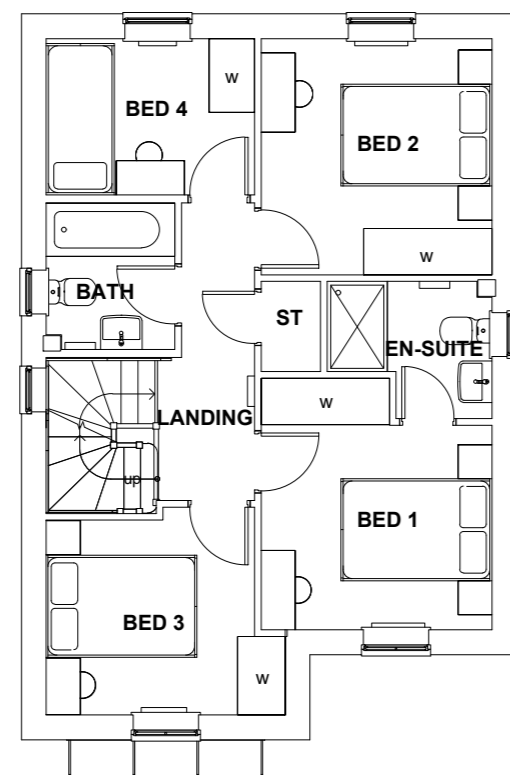 W
BED 4
BED 2
W
BATH
ST
EN-SUITE
W
LANDING
up
BED 1
BED 3
W